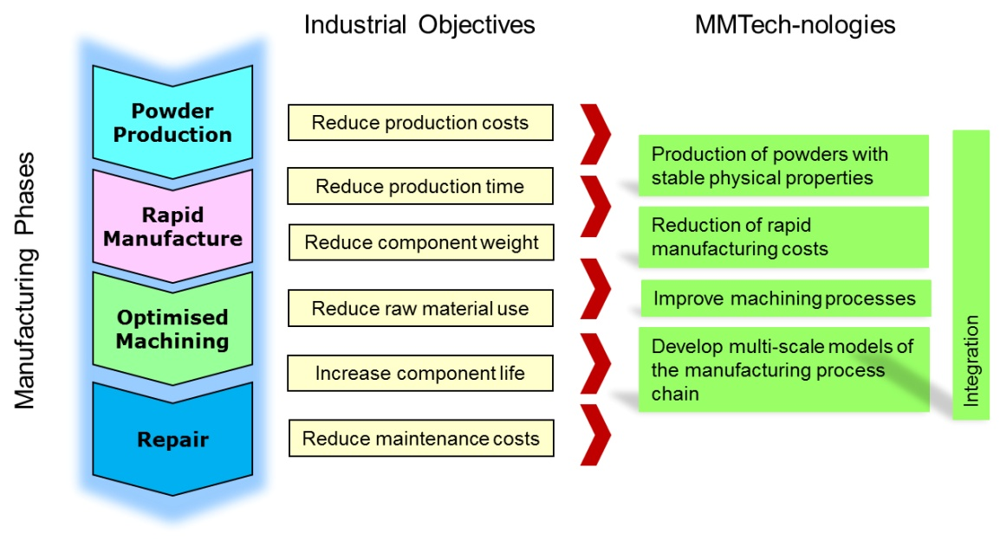 Industrial Objectives
MMTech-nologies
Manufacturing Phases
Powder
Production
Rapid
Manufacture
Optimised
Machining
Repair
Reduce production costs
Reduce production time
Reduce component weight
Reduce raw material use
Increase component life
Reduce maintenance costs
Production of powders with
stable physical properties
Reduction of rapid
manufacturing costs
Improve machining processes
Develop multi-scale models of
the manufacturing process
chain
Integration